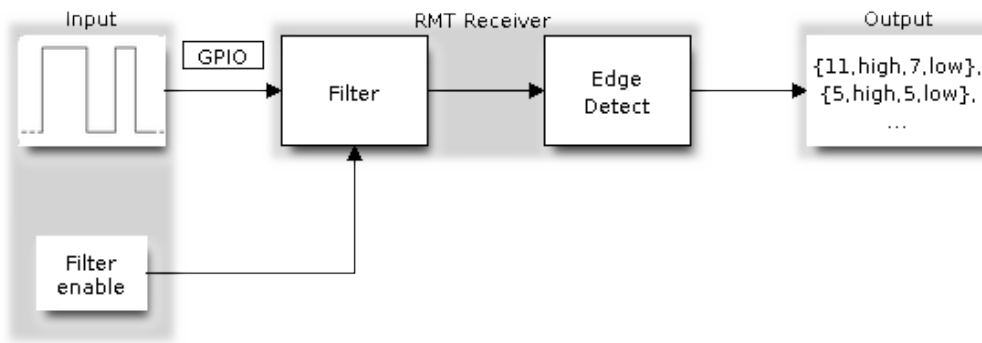 Input
RMT Receiver
Output
GPIO
Filter
Edge
Detect
{11,high,7,low},
{5,high,5,low},
...
Filter
enable